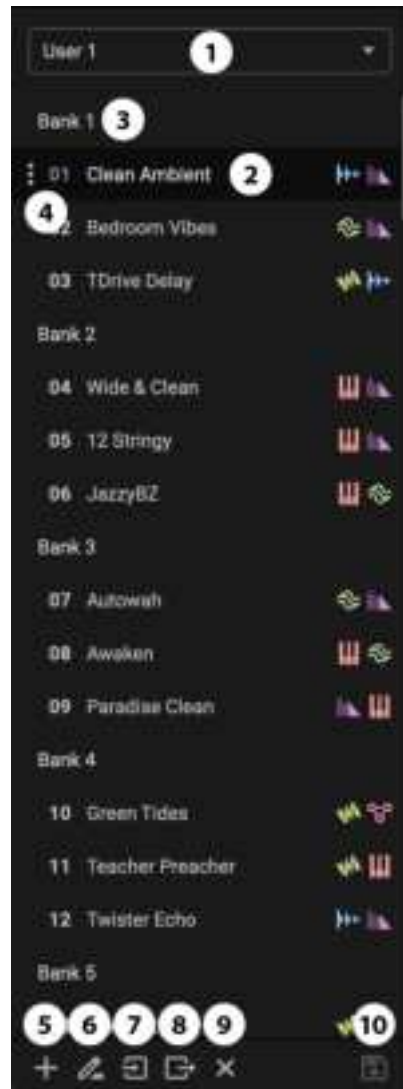 User 1 1
Bank 1 3
01 Clean Ambient 2
4
2 Bedroom Vibes
03 TDrive Delay
Bank 2
04 Wide & Clean
05 12 Stringy
06 JazzyBZ
Bank 3
07 Autowah
08 Awaken
09 Paradise Clean
Bank 4
10 Green Tides
11 Teacher Preacher
12 Twister Echo
Bank 5
5 6 7 8 9 10